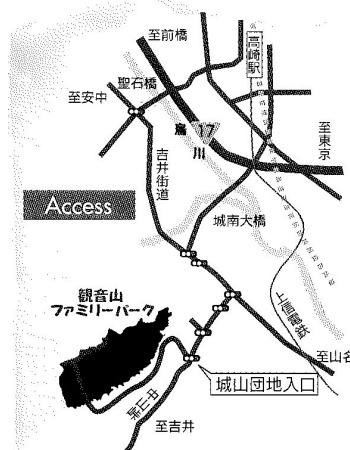 至前橋
高崎駅
聖石橋
至安中
烏川
17
至東京
吉井街道
Access
城南大橋
観音山
ファミリーパーク
上信電鉄
至山名
城山団地入口
至吉井